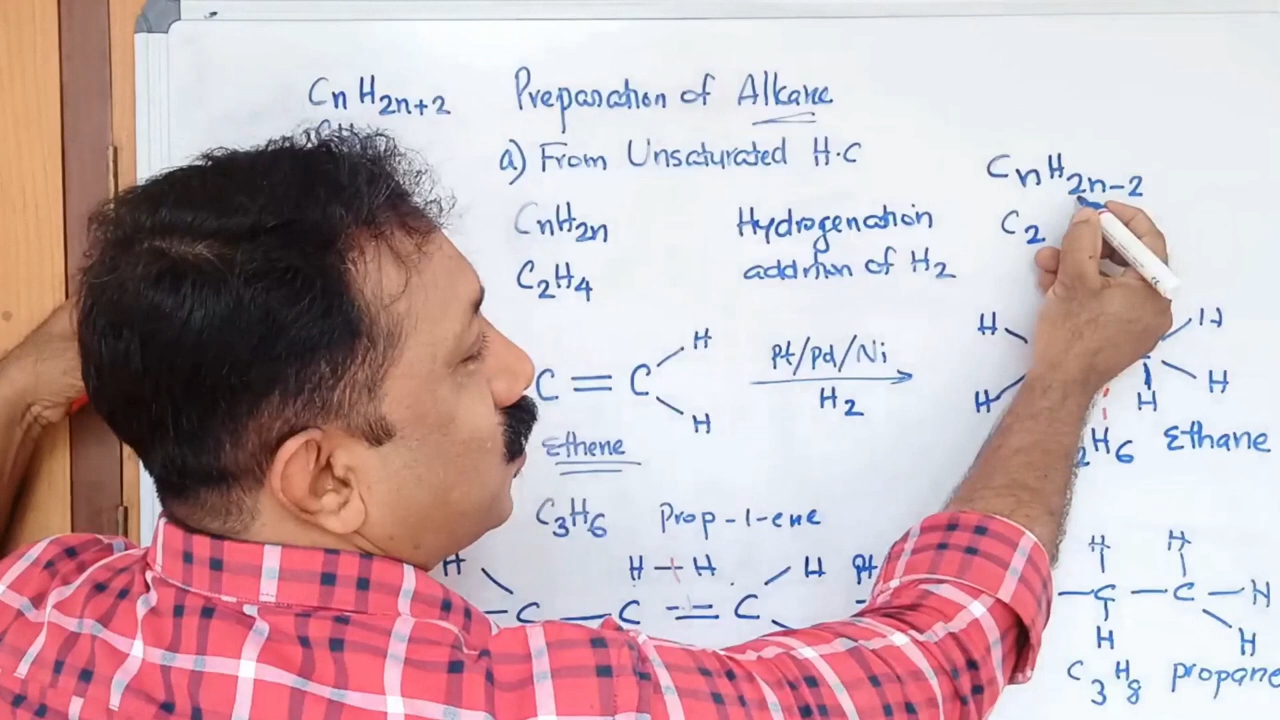 CnH2n+2
Preparation of Alkane
a) From Unsaturated H.C
CnH2n
C2H4
Hydrogenation
addition of H2
CnH2n-2
C2
C = C
H
H
Pt/Pd/Ni
H2
H
H
H
H
H
Ethene
2H6 Ethane
C3H6 Prop-1-ene
H
H H
H
C — C = C
Pt
H H
— C — C — H
H
H
C3H8 propane